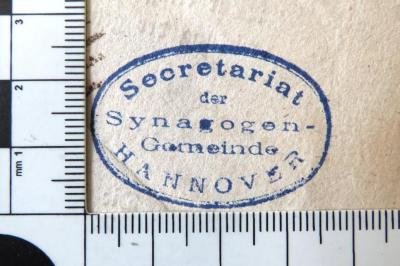 Secretariat
der
Synagogen-
Gemeinde
HANNOVER
3
2
mm 1